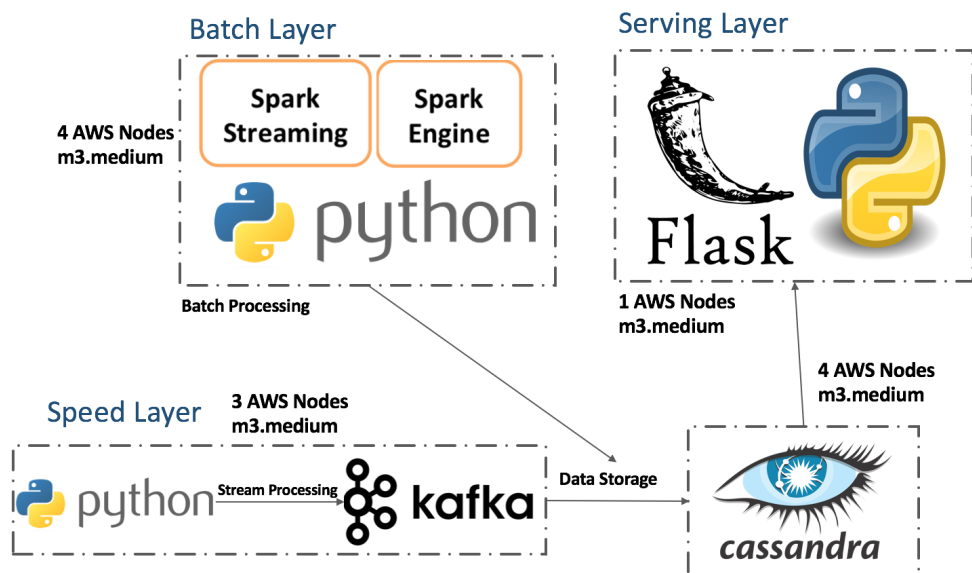 Batch Layer
Serving Layer
Spark
Streaming
Spark
Engine
4 AWS Nodes
m3.medium
python
Flask
Batch Processing
1 AWS Nodes
m3.medium
4 AWS Nodes
m3.medium
Speed Layer
3 AWS Nodes
m3.medium
python
Stream Processing
kafka
Data Storage
cassandra